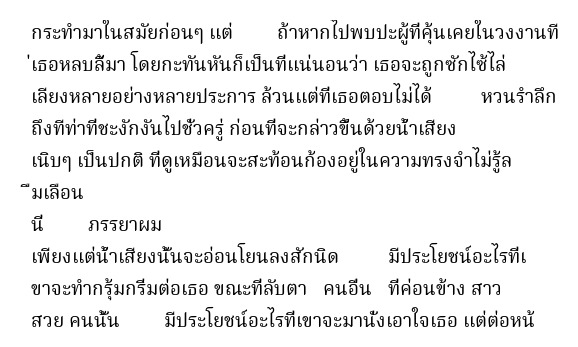 กระทำมาในสมัยก่อนๆ แต่ ถ้าหากไปพบปะผู้ที่คุ้นเคยในวงงานที
่เธอหลบลี้มา โดยกะทันหันก็เป็นที่แน่นอนว่า เธอจะถูกซักไซ้ไล่
เลียงหลายอย่างหลายประการ ล้วนแต่ที่เธอตอบไม่ได้ หวนรำลึก
ถึงทีท่าที่ชะงักงันไปชั่วครู่ ก่อนที่จะกล่าวขึ้นด้วยน้ำเสียง
เนิบๆ เป็นปกติ ที่ดูเหมือนจะสะท้อนก้องอยู่ในความทรงจำไม่รู้ล
ืมเลือน
นี่ ภรรยาผม
เพียงแต่น้ำเสียงนั้นจะอ่อนโยนลงสักนิด มีประโยชน์อะไรที่เ
ขาจะทำกรุ้มกริ่มต่อเธอ ขณะที่ลับตา คนอื่น ที่ค่อนข้าง สาว
สวย คนนั้น มีประโยชน์อะไรที่เขาจะมานั่งเอาใจเธอ แต่ต่อหน้